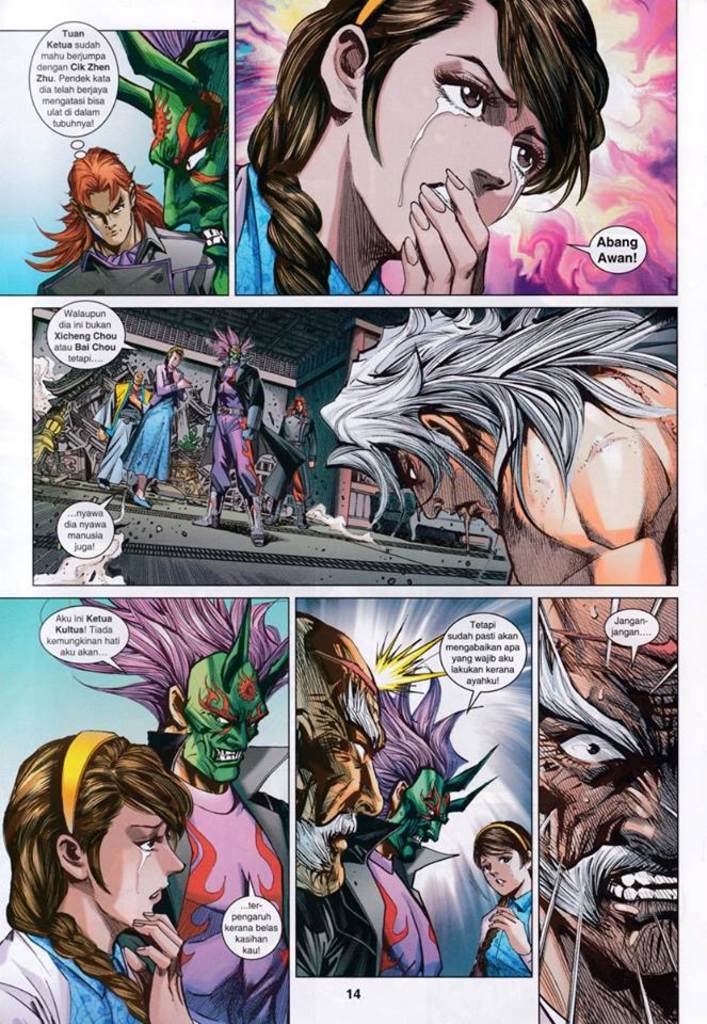 Tuan
Ketua sudah
mahu berjumpa
dengan Cik Zhen
Zhu. Pendek kata
dia telah berjaya
mengatasi bisa
ulat di dalam
tubuhnya!
Abang
Awan!
Walaupun
dia ini bukan
Xicheng Chou
atau Bai Chou
tetapi....
...nyawa
dia nyawa
manusia
juga!
Aku ini Ketua
Kultus! Tiada
kemungkinan hati
aku akan...
...ter-
pengaruh
kerana belas
kasihan
kau!
Tetapi
sudah pasti akan
mengabaikan apa
yang wajib aku
lakukan kerana
ayahku!
Jangan-
jangan....
14